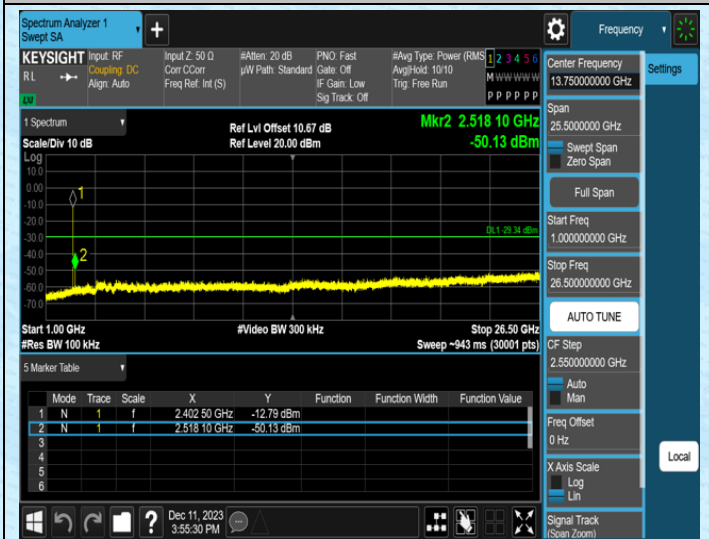 Spectrum Analyzer 1
Swept SA
+
Frequency
KEYSIGHT
Input: RF
Coupling: DC
Align: Auto
RL
LXI
Input Z: 50 Ω
Corr CCorr
Freq Ref: Int (S)
#Atten: 20 dB
µW Path: Standard
PNO: Fast
Gate: Off
IF Gain: Low
Sig Track: Off
#Avg Type: Power (RMS
Avg|Hold: 10/10
Trig: Free Run
1 2 3 4 5 6
M W W W W W
P P P P P P
1 Spectrum
Scale/Div 10 dB
Ref Lvl Offset 10.67 dB
Ref Level 20.00 dBm
Mkr2 2.518 10 GHz
-50.13 dBm
Log
10.0
0.00
-10.0
-20.0
-30.0
-40.0
-50.0
-60.0
-70.0
1
2
DL1 -29.34 dBm
Start 1.00 GHz
#Res BW 100 kHz
#Video BW 300 kHz
Stop 26.50 GHz
Sweep ~943 ms (30001 pts)
5 Marker Table
Mode Trace Scale X Y Function Function Width Function Value
1 N 1 f 2.402 50 GHz -12.79 dBm
2 N 1 f 2.518 10 GHz -50.13 dBm
3
4
5
6
?
Dec 11, 2023
3:55:30 PM
Center Frequency
13.750000000 GHz
Settings
Span
25.5000000 GHz
Swept Span
Zero Span
Full Span
Start Freq
1.000000000 GHz
Stop Freq
26.500000000 GHz
AUTO TUNE
CF Step
2.550000000 GHz
Auto
Man
Freq Offset
0 Hz
Local
X Axis Scale
Log
Lin
Signal Track
(Span Zoom)